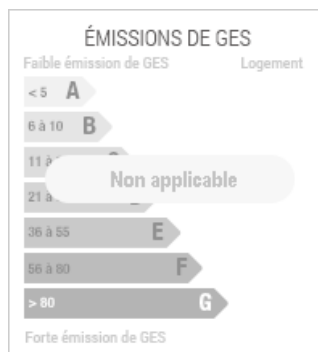 ÉMISSIONS DE GES
Faible émission de GES Logement
< 5 A
6 à 10 B
11 à
Non applicable
21 à
36 à 55 E
56 à 80 F
> 80 G
Forte émission de GES